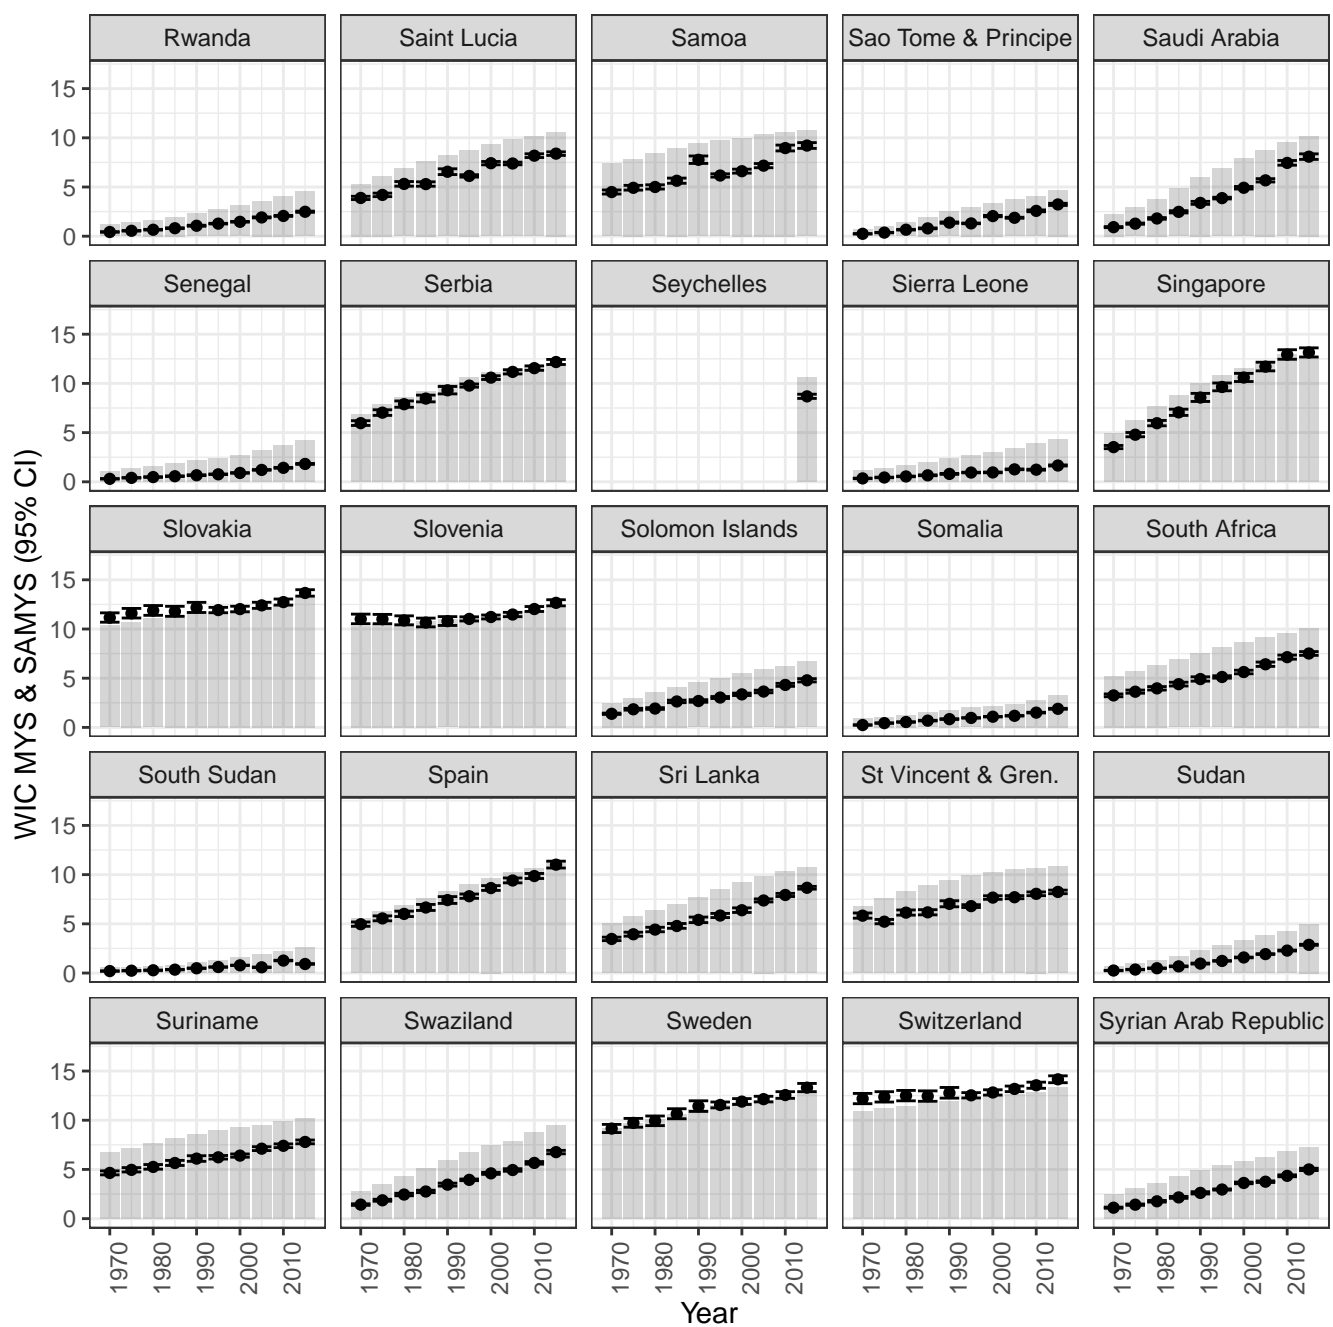 Rwanda Saint Lucia Samoa Sao Tome & Principe Saudi Arabia
15
10
5
0
Senegal Serbia Seychelles Sierra Leone Singapore
15
10
5
0
Slovakia Slovenia Solomon Islands Somalia South Africa
15
10
5
0
South Sudan Spain Sri Lanka St Vincent & Gren. Sudan
15
10
5
0
Suriname Swaziland Sweden Switzerland Syrian Arab Republic
15
10
5
0
1970 1980 1990 2000 2010 1970 1980 1990 2000 2010 1970 1980 1990 2000 2010 1970 1980 1990 2000 2010 1970 1980 1990 2000 2010
Year
WIC MYS & SAMYS (95% CI)